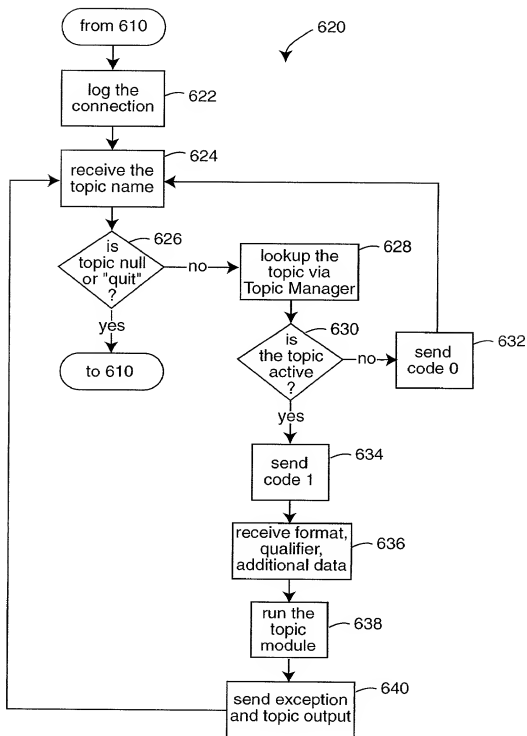 from 610
620
log the
connection
622
624
receive the
topic name
626
is
topic null
or "quit"
?
no
yes
to 610
628
lookup the
topic via
Topic Manager
630
is
the topic
active
?
no
632
send
code 0
yes
634
send
code 1
receive format,
qualifier,
additional data
636
run the
topic
module
638
640
send exception
and topic output